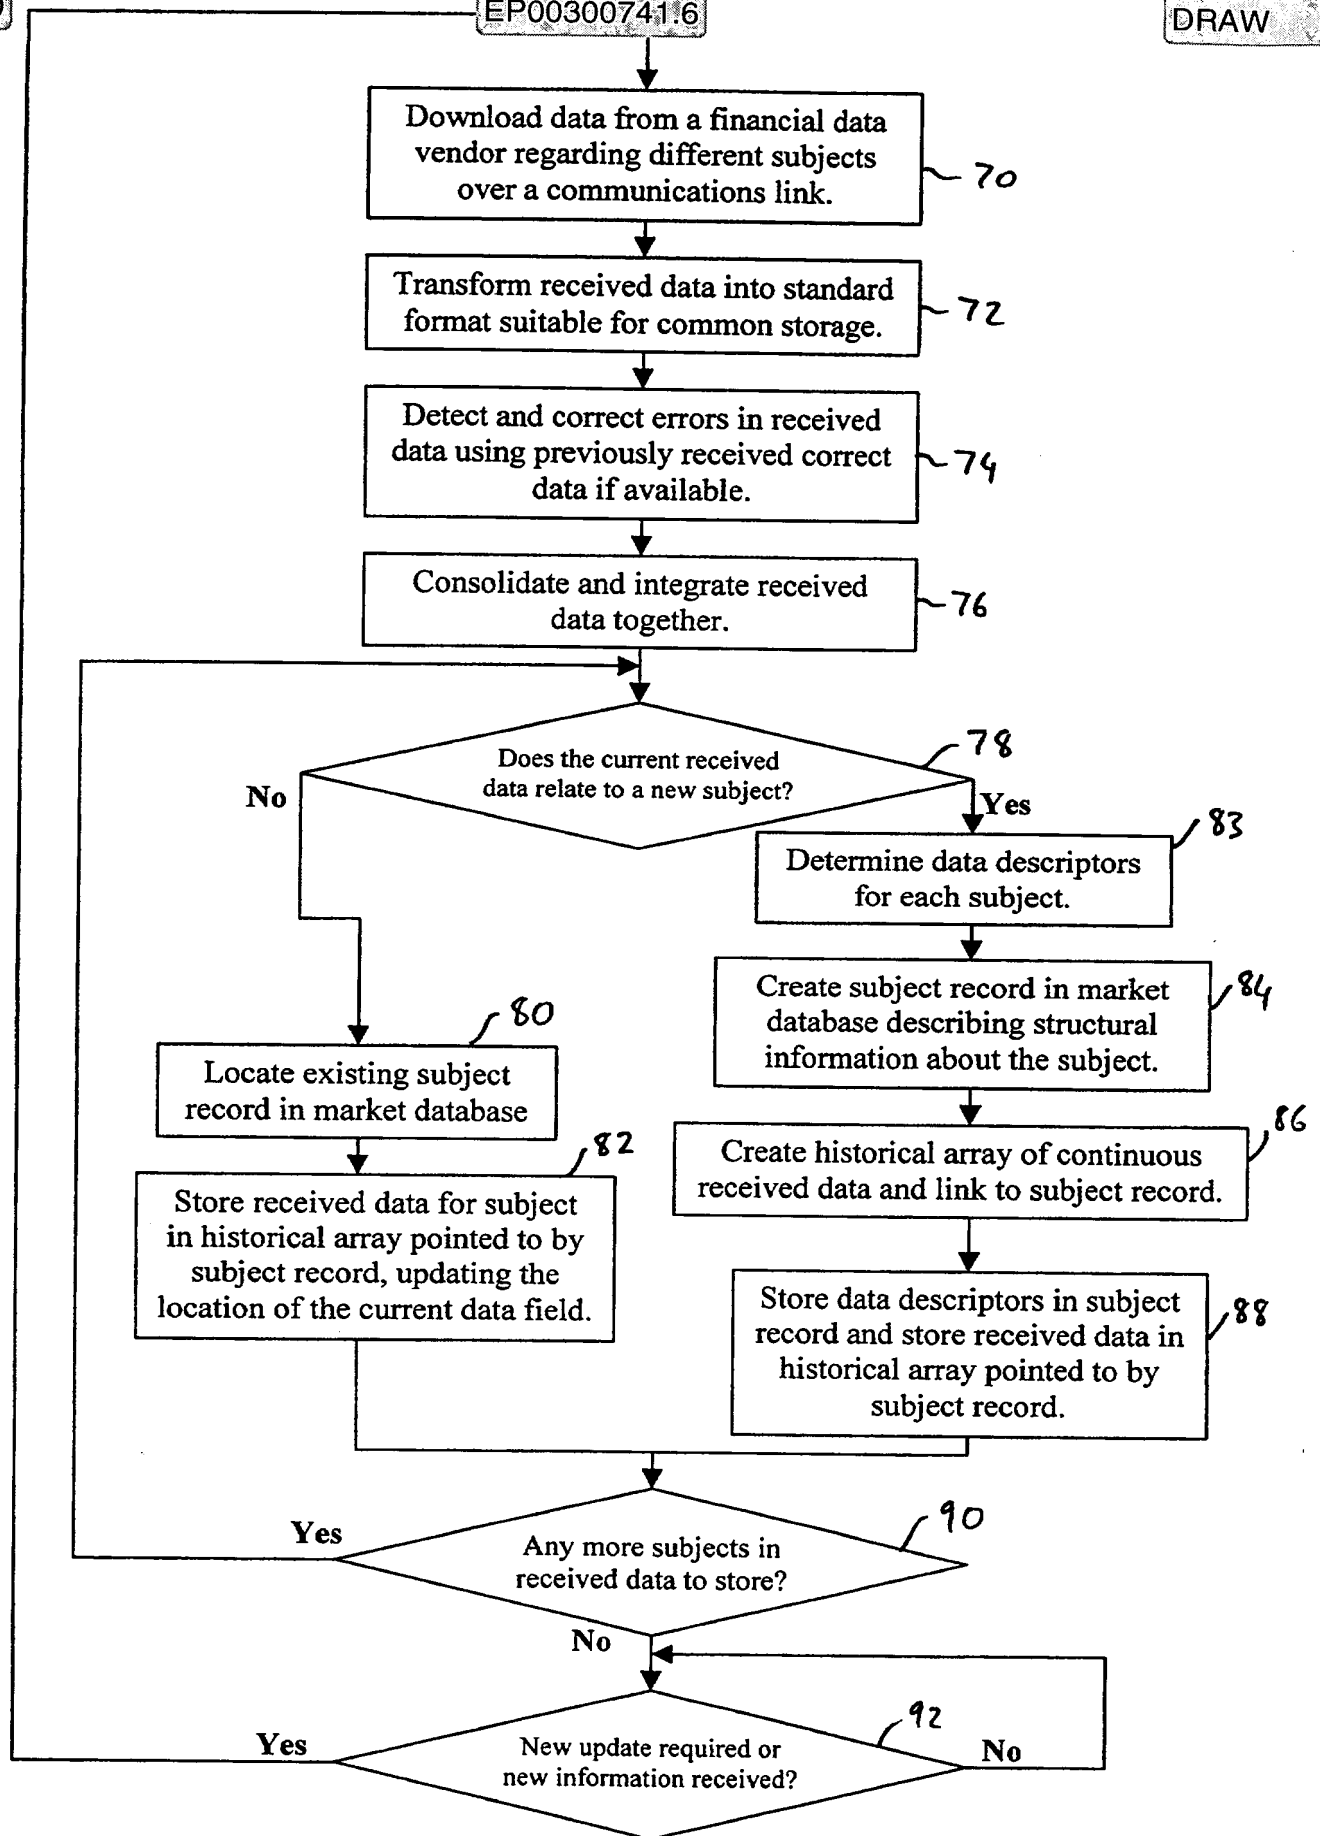 EP00300741.6
DRAW
Download data from a financial data
vendor regarding different subjects
over a communications link.
70
Transform received data into standard
format suitable for common storage.
72
Detect and correct errors in received
data using previously received correct
data if available.
74
Consolidate and integrate received
data together.
76
Does the current received
data relate to a new subject?
78
No
Yes
83
Determine data descriptors
for each subject.
Create subject record in market
database describing structural
information about the subject.
84
80
Locate existing subject
record in market database
86
Create historical array of continuous
received data and link to subject record.
82
Store received data for subject
in historical array pointed to by
subject record, updating the
location of the current data field.
Store data descriptors in subject
record and store received data in
historical array pointed to by
subject record.
88
90
Yes
Any more subjects in
received data to store?
No
92
Yes
New update required or
new information received?
No